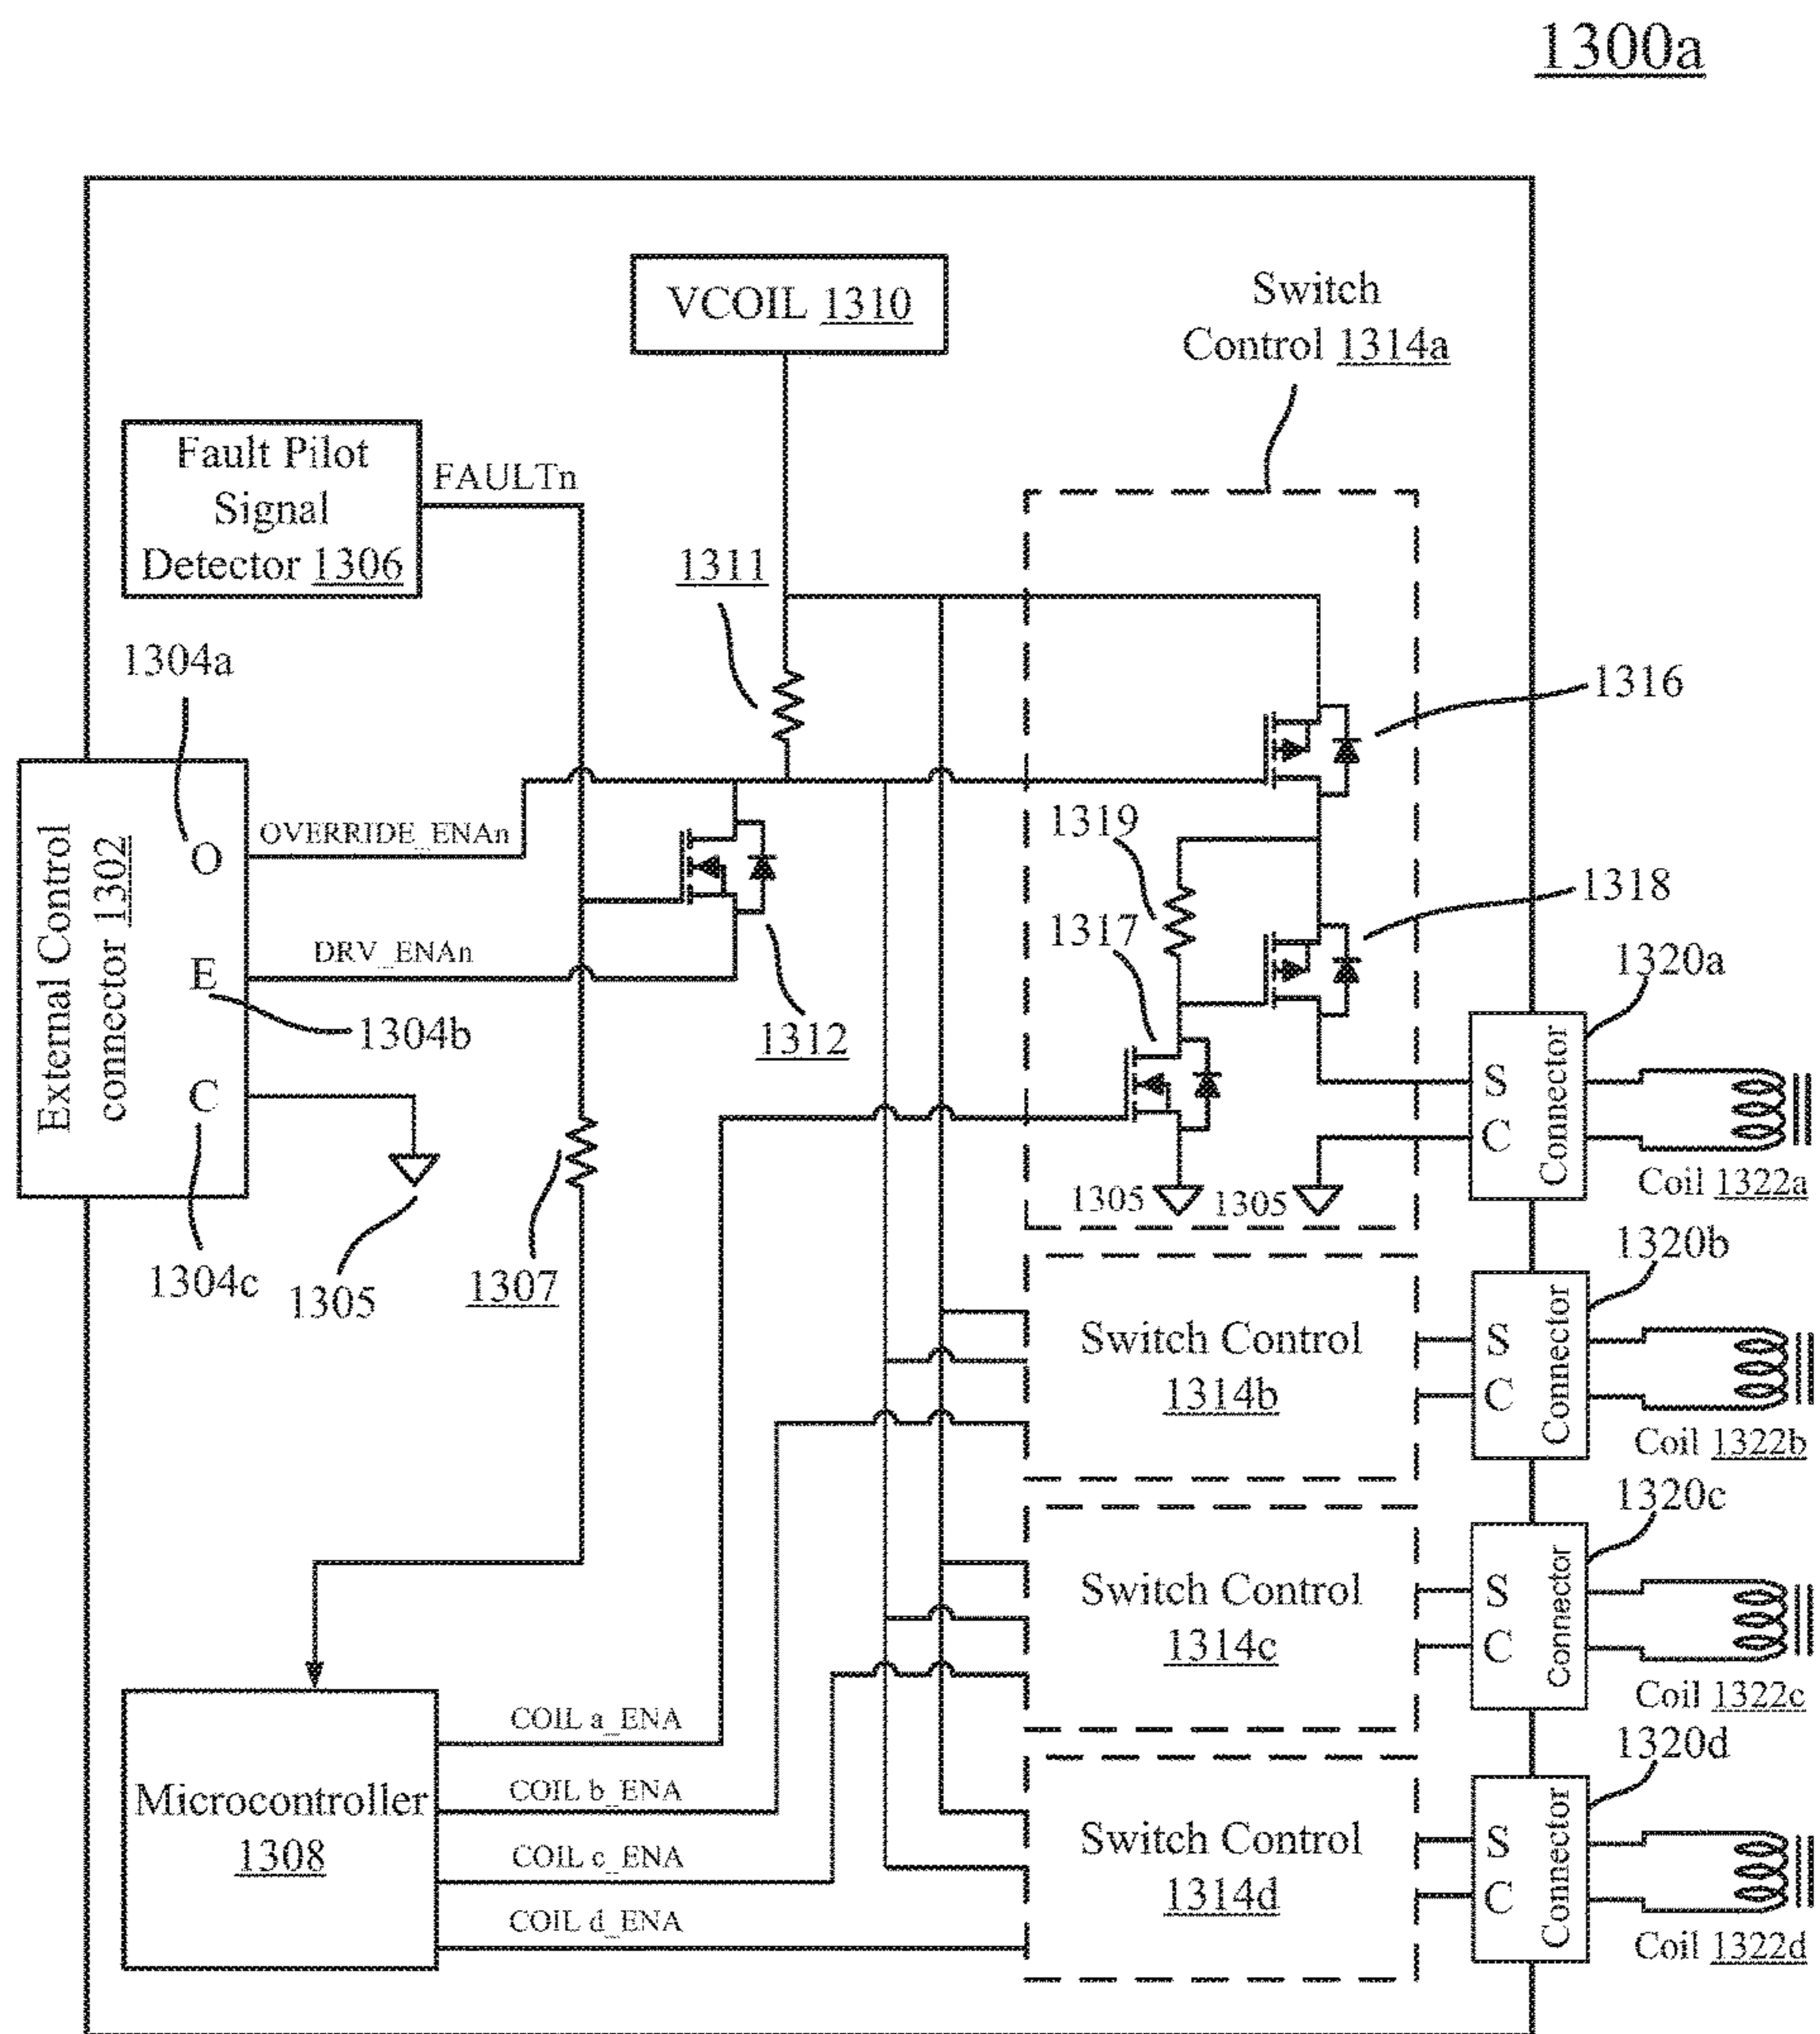 1300a
VCOIL 1310
Switch
Control 1314a
Fault Pilot
Signal
Detector 1306
FAULTn
1311
1304a
1316
External Control
connector 1302
O
OVERRIDE_ENAn
1319
1318
1317
E
DRV_ENAn
1320a
1304b
1312
C
S
C
Connector
1305
1305
Coil 1322a
1304c
1305
1307
1320b
Switch Control
1314b
S
C
Connector
Coil 1322b
1320c
Switch Control
1314c
S
C
Connector
Coil 1322c
COIL a_ENA
1320d
Microcontroller
1308
COIL b_ENA
COIL c_ENA
COIL d_ENA
Switch Control
1314d
S
C
Connector
Coil 1322d